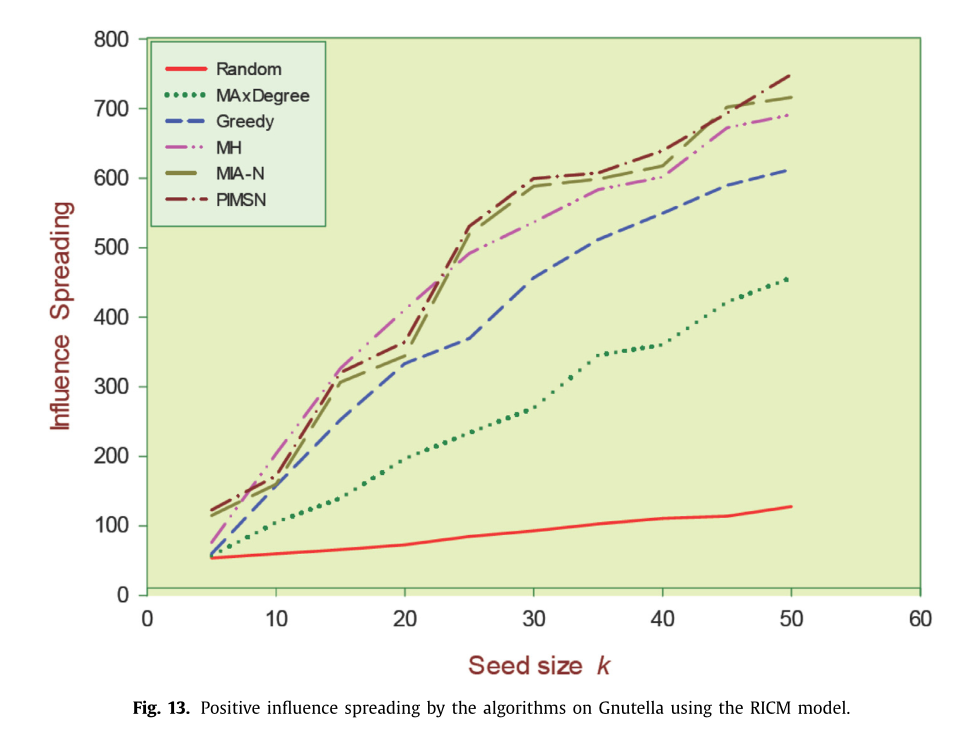 800
700
600
500
400
300
200
100
0
Influence Spreading
Random
MAxDegree
Greedy
MH
MIA-N
PIMSN
0 10 20 30 40 50 60
Seed size k
Fig. 13. Positive influence spreading by the algorithms on Gnutella using the RICM model.